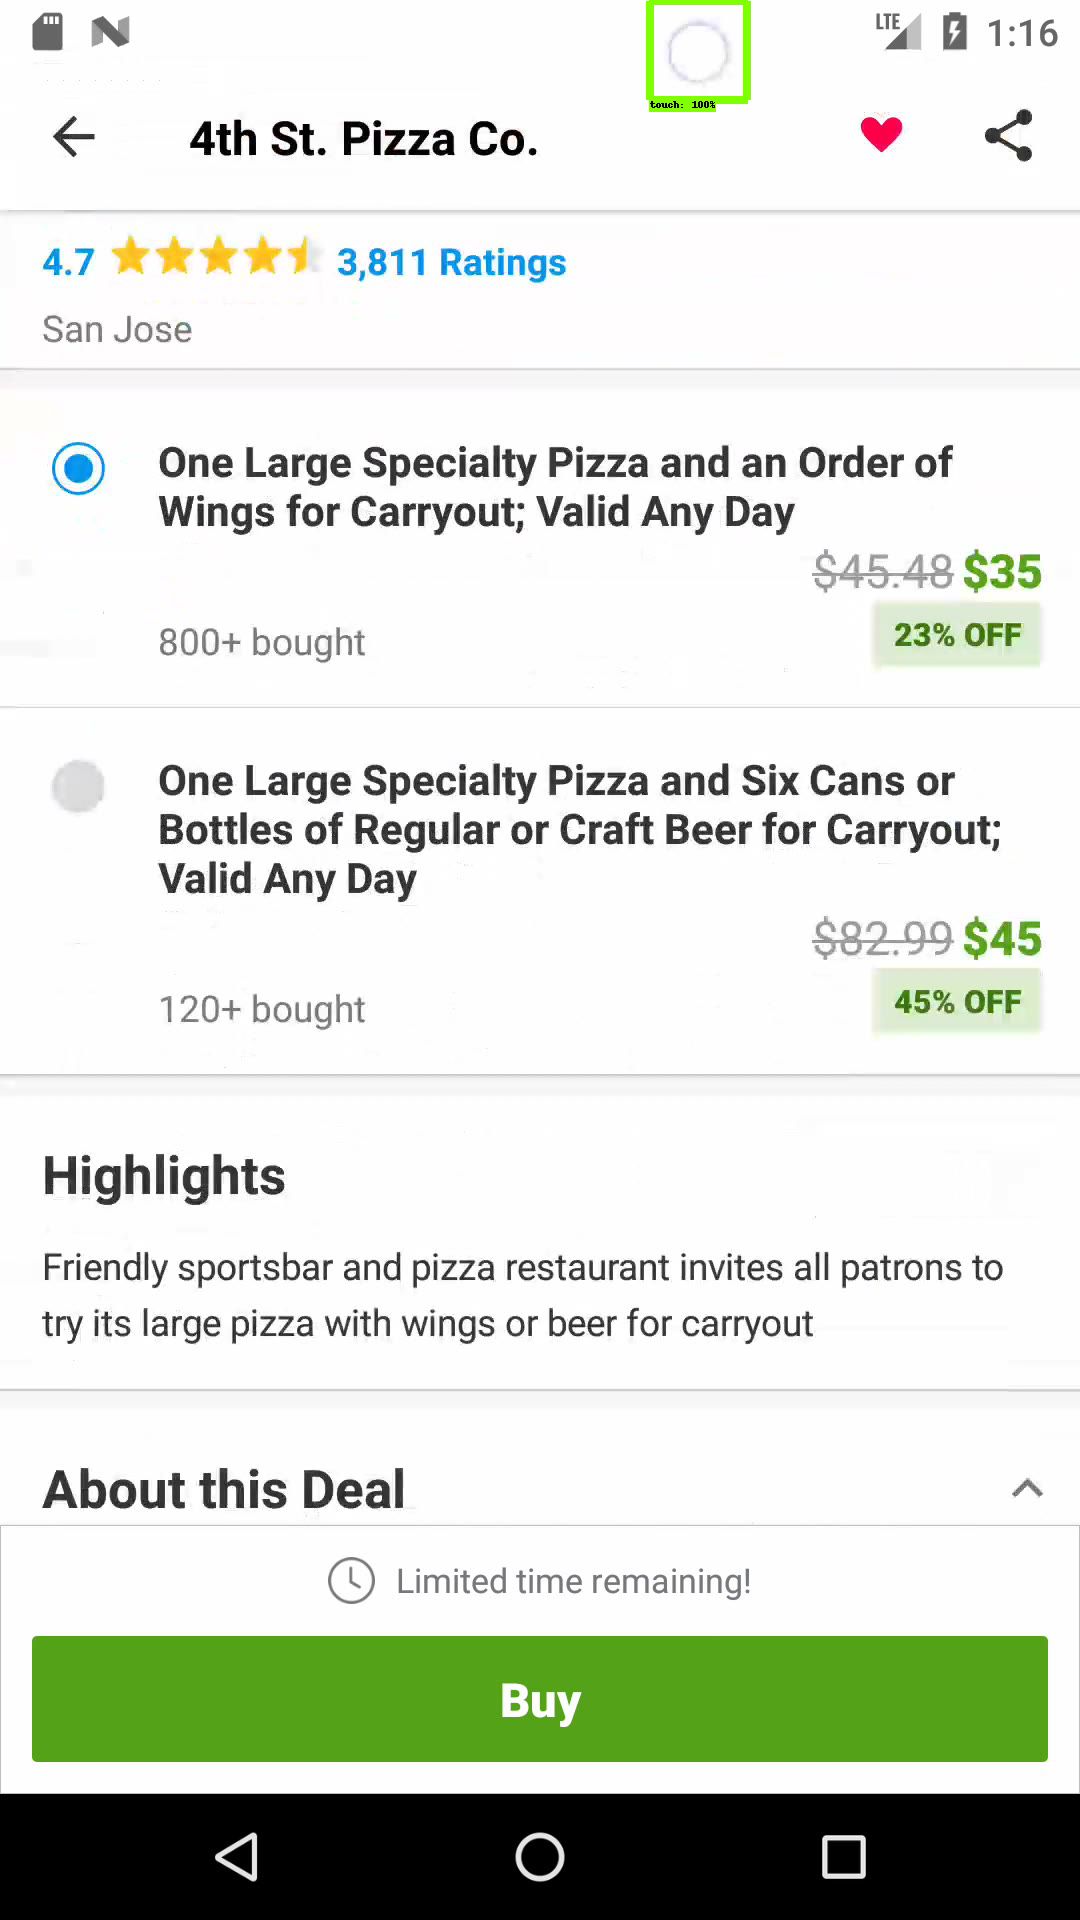 LTE 1:16
touch: 100%
4th St. Pizza Co.
4.7 3,811 Ratings
San Jose
One Large Specialty Pizza and an Order of
Wings for Carryout; Valid Any Day
$45.48 $35
800+ bought
23% OFF
One Large Specialty Pizza and Six Cans or
Bottles of Regular or Craft Beer for Carryout;
Valid Any Day
$82.99 $45
120+ bought
45% OFF
Highlights
Friendly sportsbar and pizza restaurant invites all patrons to
try its large pizza with wings or beer for carryout
About this Deal
Limited time remaining!
Buy